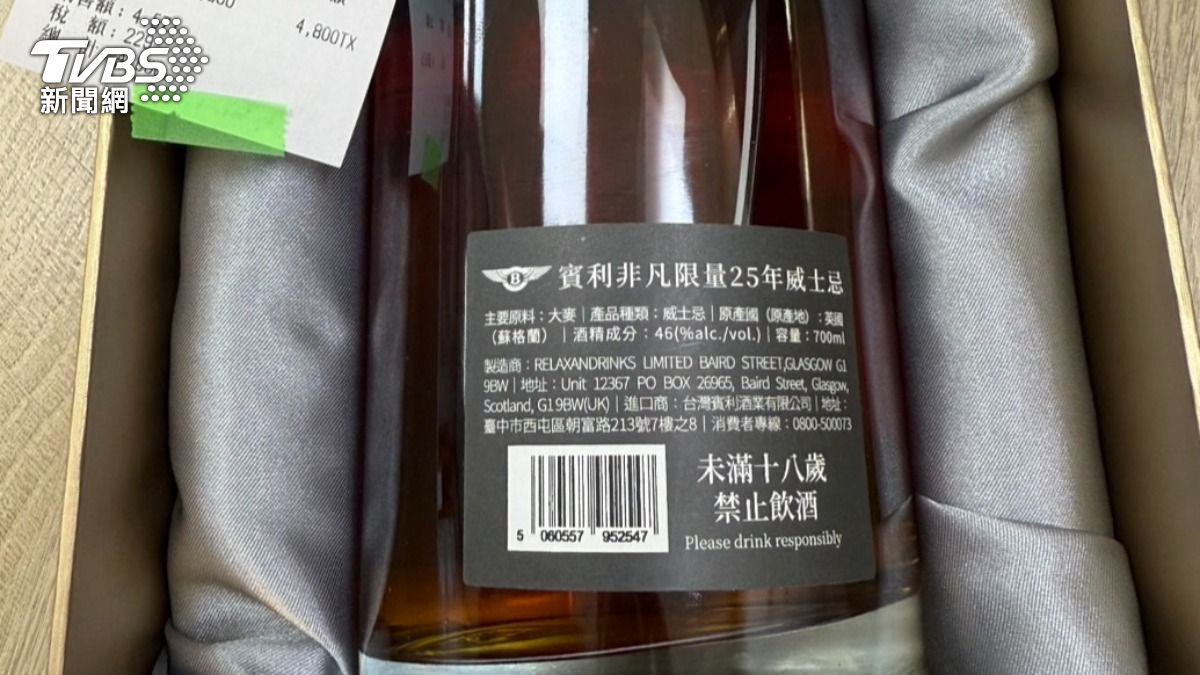 4,800TX
稅 額: 229
TVBS
新聞網
B
賓利非凡限量25年威士忌
主要原料：大麥｜產品種類：威士忌｜原產國（原產地）：英國
（蘇格蘭）｜酒精成分：46(%alc./vol.)｜容量：700ml
製造商：RELAXANDRINKS LIMITED BAIRD STREET,GLASGOW G1
9BW｜地址：Unit 12367 PO BOX 26965, Baird Street, Glasgow,
Scotland, G1 9BW(UK)｜進口商：台灣賓利酒業有限公司｜地址：
臺中市西屯區朝富路213號7樓之8｜消費者專線：0800-500073
未滿十八歲
禁止飲酒
Please drink responsibly
5 060557 952547